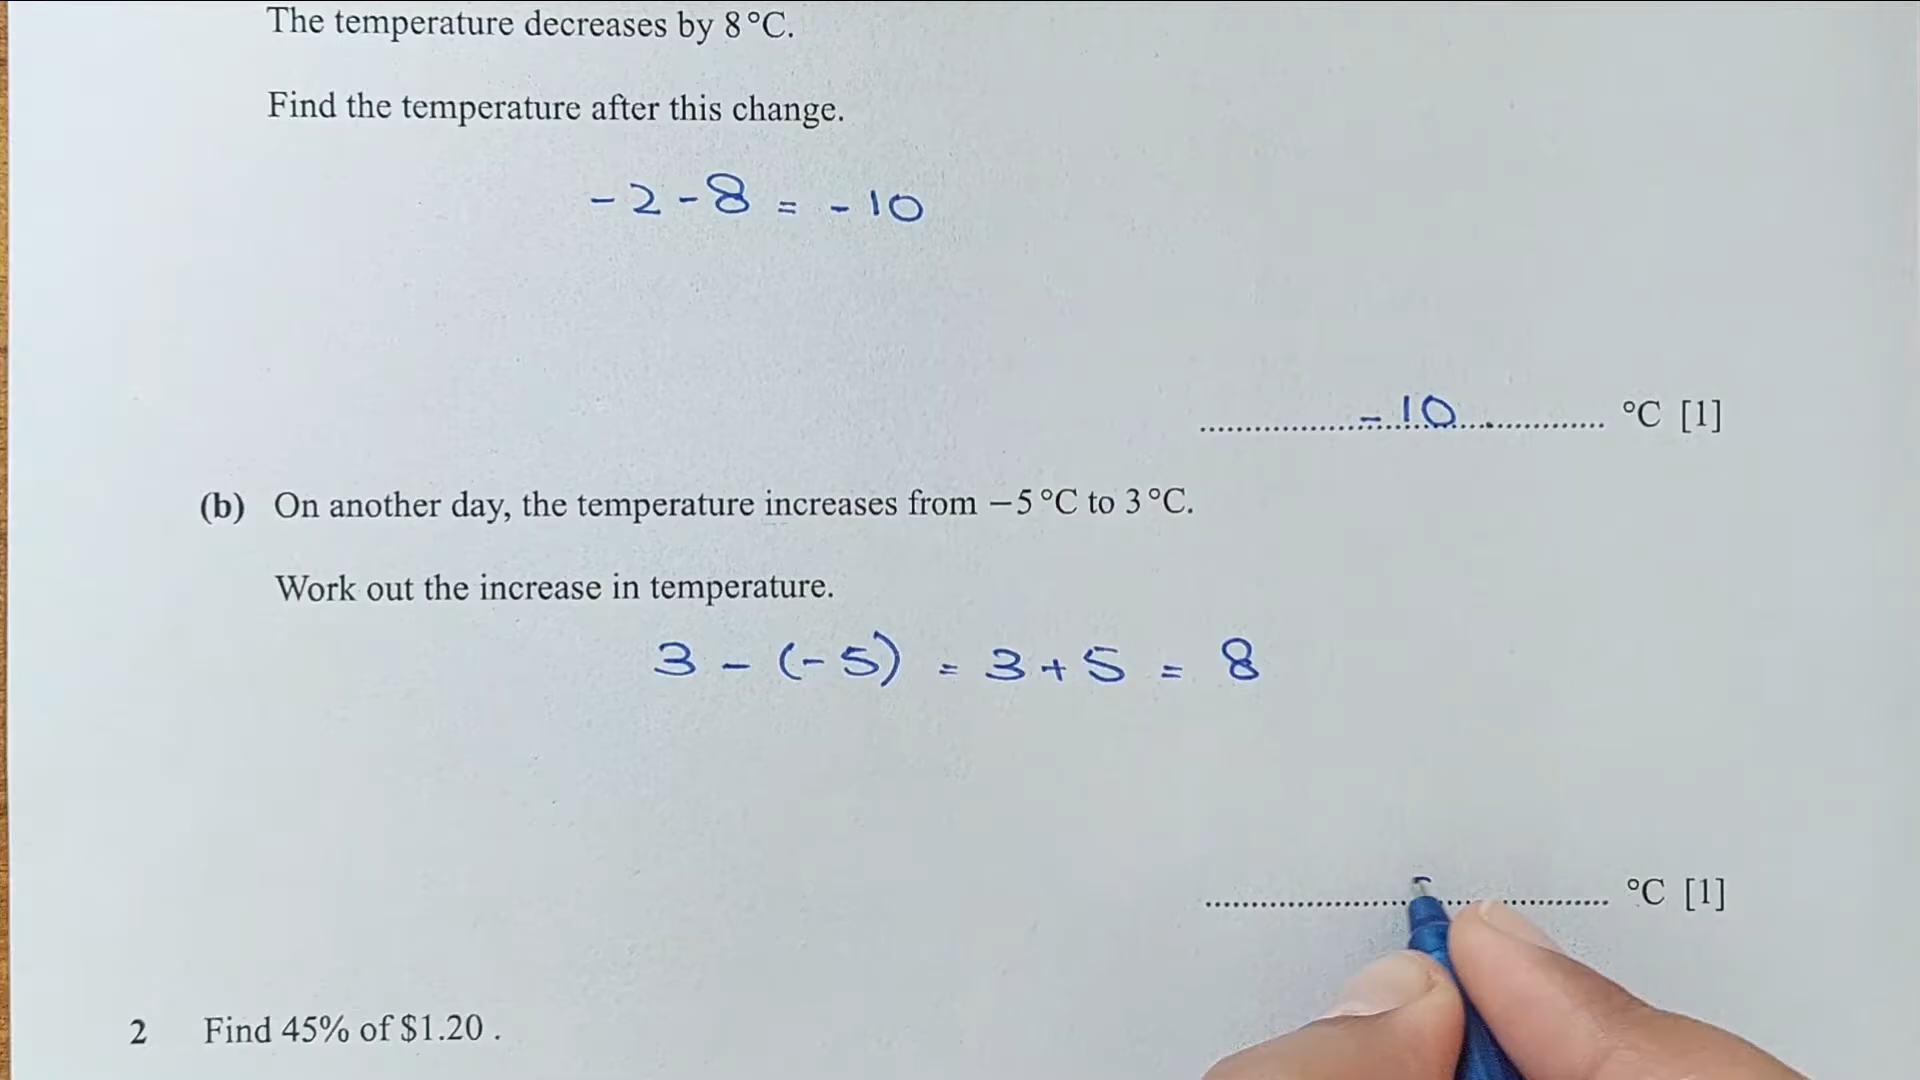 The temperature decreases by 8 °C.
Find the temperature after this change.
- 2 - 8 = - 10
- 10 °C [1]
(b) On another day, the temperature increases from −5 °C to 3 °C.
Work out the increase in temperature.
3 - (- 5) = 3 + 5 = 8
°C [1]
2 Find 45% of $1.20 .